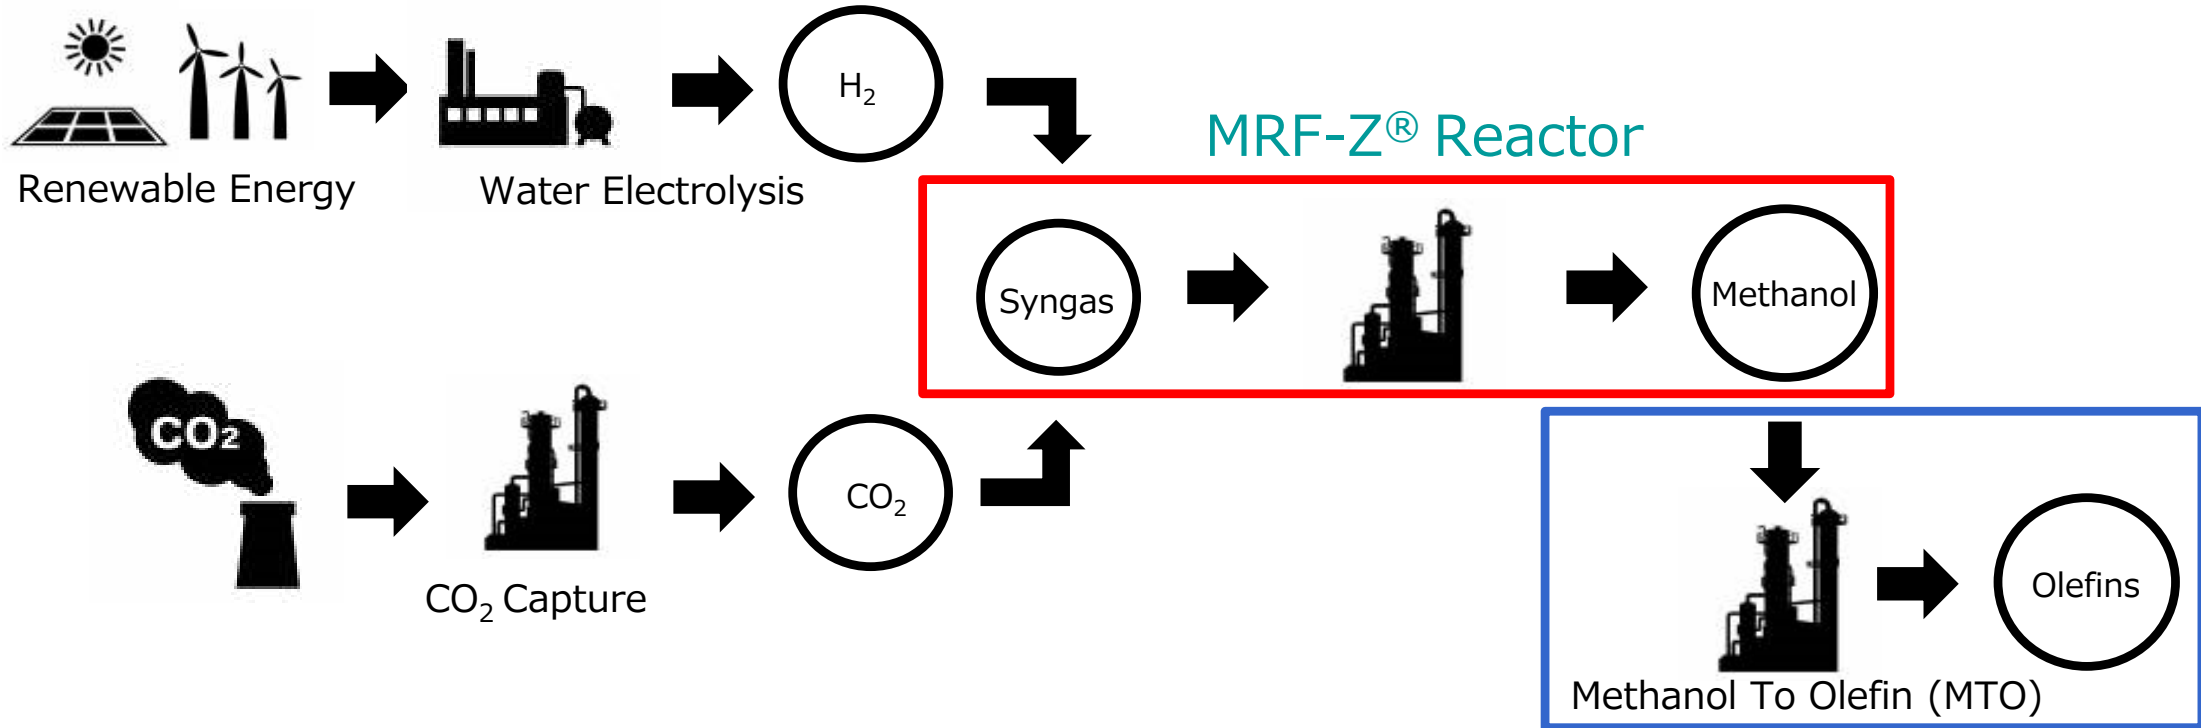 H₂
MRF-Z® Reactor
Renewable Energy
Water Electrolysis
Syngas
Methanol
CO2
CO₂
CO₂ Capture
Olefins
Methanol To Olefin (MTO)